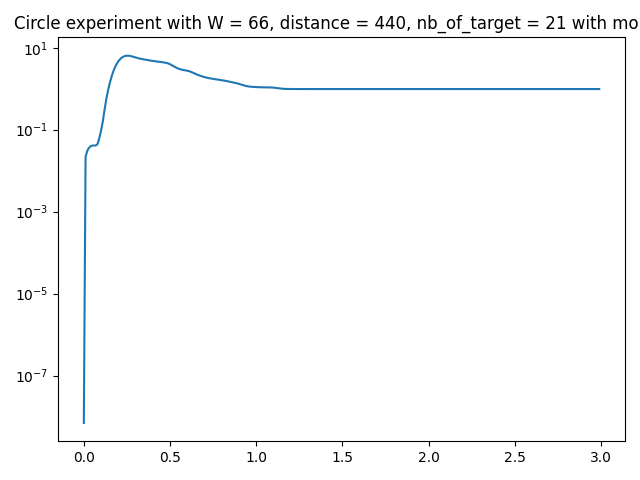 Circle experiment with W = 66, distance = 440, nb_of_target = 21 with mo
10¹
10⁻¹
10⁻³
10⁻⁵
10⁻⁷
0.0 0.5 1.0 1.5 2.0 2.5 3.0